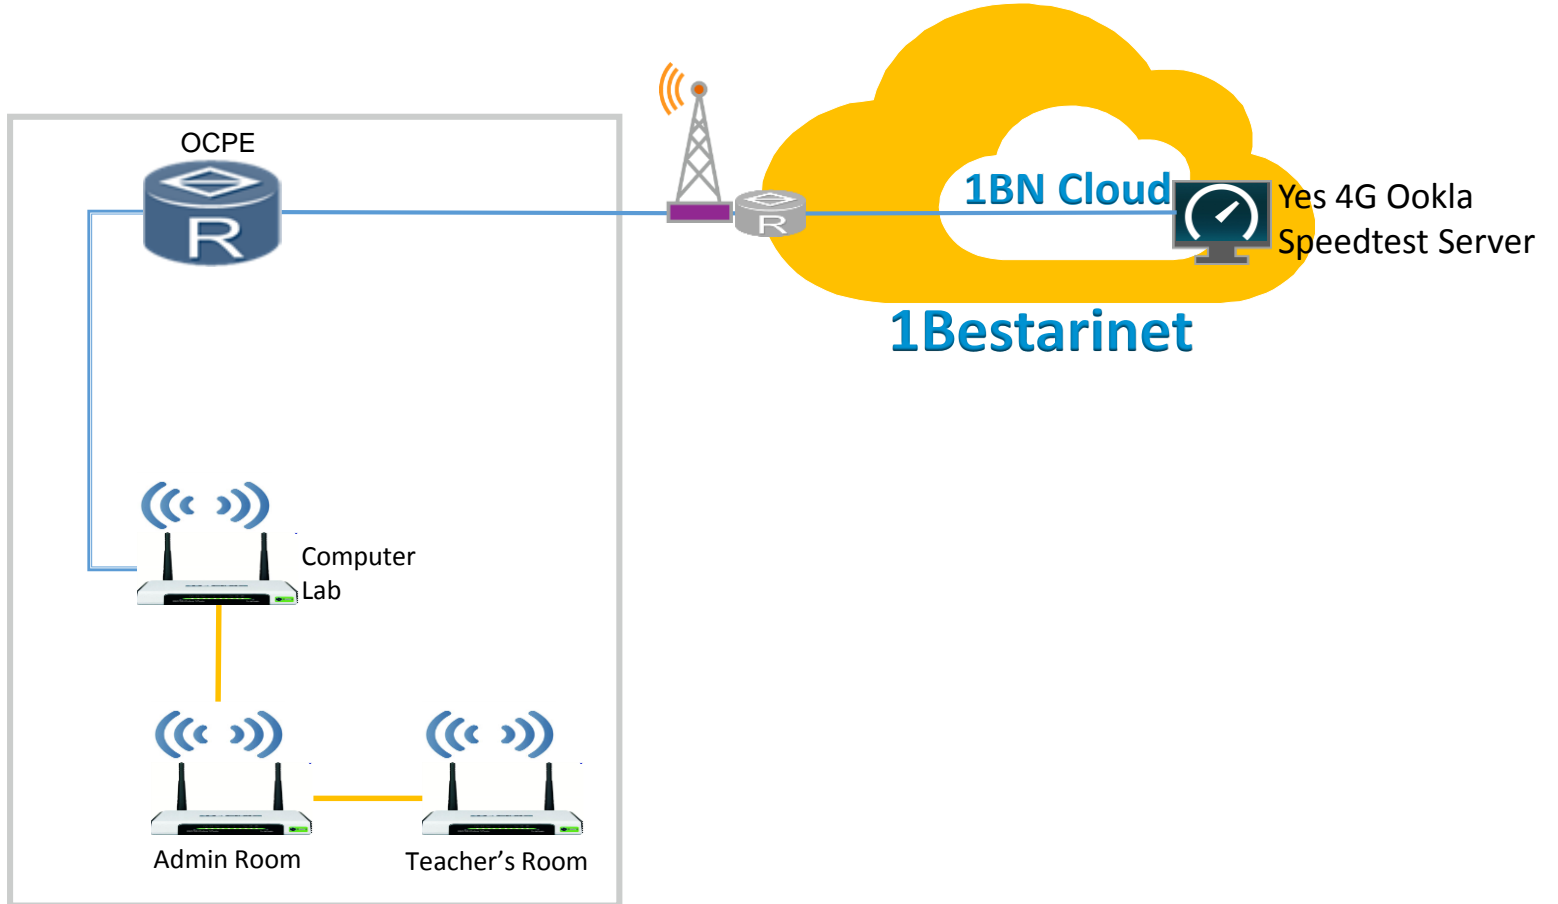 OCPE
R
R
1BN Cloud
Yes 4G Ookla
Speedtest Server
1Bestarinet
Computer
Lab
Admin Room
Teacher’s Room